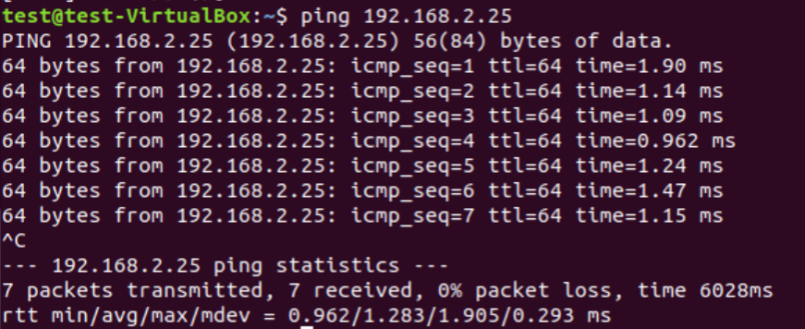 test@test-VirtualBox:~$ ping 192.168.2.25
PING 192.168.2.25 (192.168.2.25) 56(84) bytes of data.
64 bytes from 192.168.2.25: icmp_seq=1 ttl=64 time=1.90 ms
64 bytes from 192.168.2.25: icmp_seq=2 ttl=64 time=1.14 ms
64 bytes from 192.168.2.25: icmp_seq=3 ttl=64 time=1.09 ms
64 bytes from 192.168.2.25: icmp_seq=4 ttl=64 time=0.962 ms
64 bytes from 192.168.2.25: icmp_seq=5 ttl=64 time=1.24 ms
64 bytes from 192.168.2.25: icmp_seq=6 ttl=64 time=1.47 ms
64 bytes from 192.168.2.25: icmp_seq=7 ttl=64 time=1.15 ms
^C
--- 192.168.2.25 ping statistics ---
7 packets transmitted, 7 received, 0% packet loss, time 6028ms
rtt min/avg/max/mdev = 0.962/1.283/1.905/0.293 ms